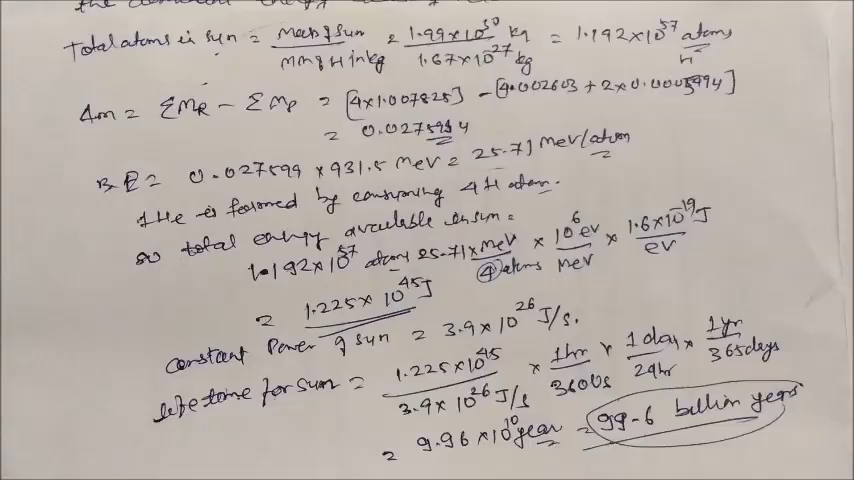 Total atoms in sun = mass of sun / mm of H in kg = 1.99 × 10^30 kg / 1.67 × 10^-27 kg = 1.192 × 10^57 atoms H
Δm = ΣMR − ΣMP = [4×1.007825] − [4.002603 + 2×0.0005494]
= 0.0275994
B.E = 0.027599 × 931.5 MeV = 25.71 MeV/atom
1 He is formed by consuming 4 H atom.
so total energy available in sun =
1.192×10^57 atoms 25.71 × MeV / 4 atoms × 10^6 eV / MeV × 1.6×10^-19 J / eV
= 1.225 × 10^45 J
constant power of sun = 3.9 × 10^26 J/s.
life time for sun = 1.225×10^45 / 3.9 × 10^26 J/s × 1hr / 3600s × 1 day / 24hr × 1yr / 365days
= 9.96 × 10^10 year = 99.6 billion years